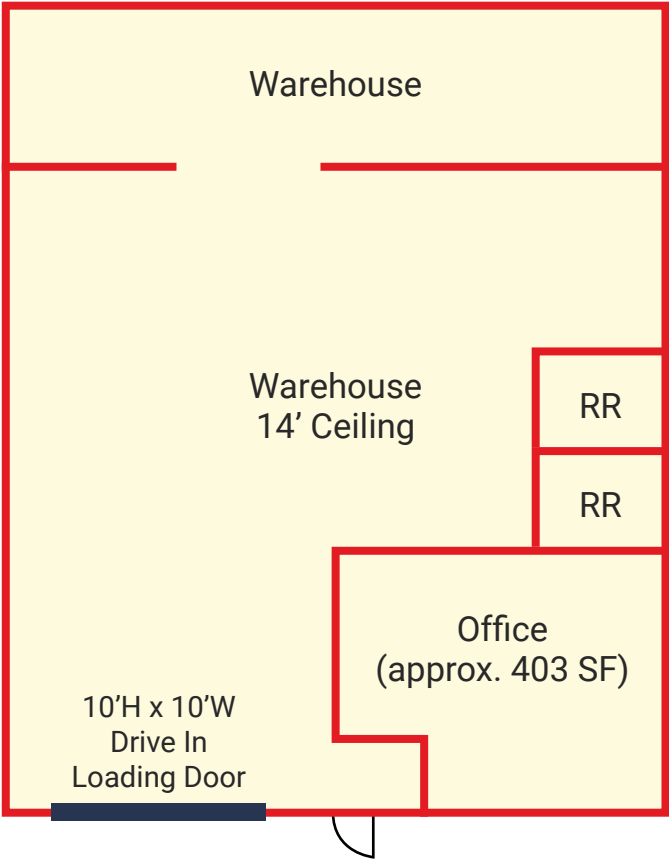 Warehouse
Warehouse
14’ Ceiling
RR
RR
Office
(approx. 403 SF)
10’H x 10’W
Drive In
Loading Door